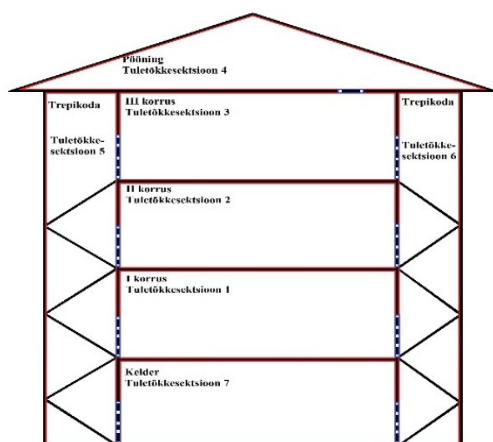 Pööning
Tuletõkkesektsioon 4
Trepikoda
Tuletõkke-
sektsioon 5
III korrus
Tuletõkkesektsioon 3
Trepikoda
Tuletõkke-
sektsioon 6
II korrus
Tuletõkkesektsioon 2
I korrus
Tuletõkkesektsioon 1
Kelder
Tuletõkkesektsioon 7